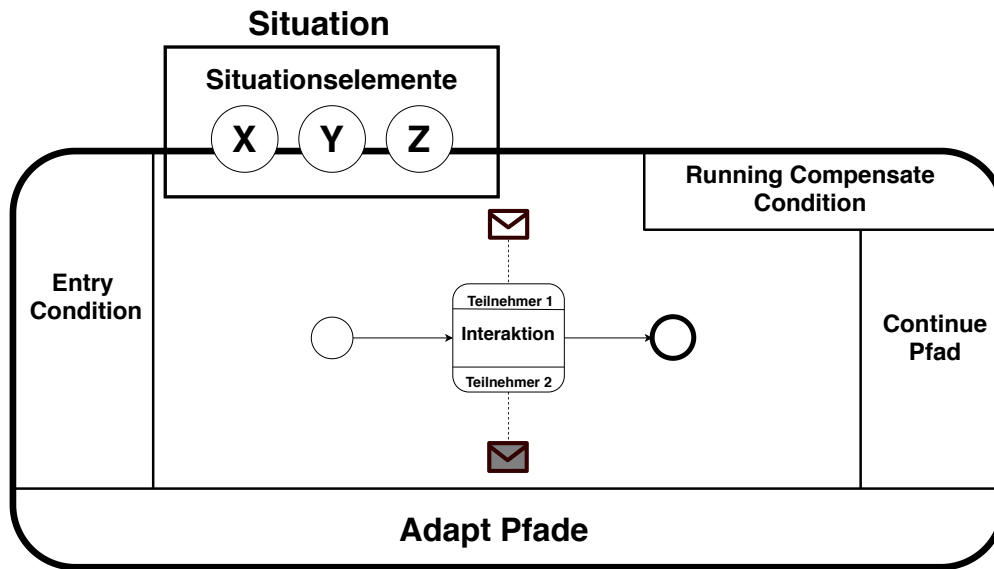 Situation
Situationselemente
X Y Z
Running Compensate
Condition
Entry
Condition
Teilnehmer 1
Interaktion
Teilnehmer 2
Continue
Pfad
Adapt Pfade